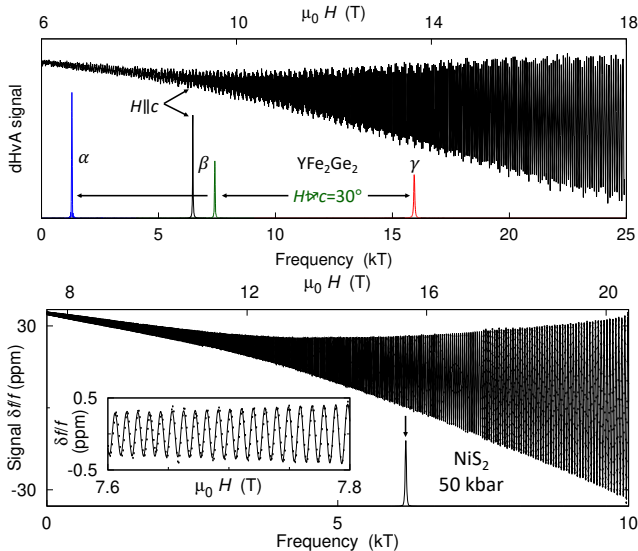 μ₀ H (T)
6 10 14 18
dHvA signal
H||c
α
β
YFe₂Ge₂
γ
H∢c=30°
0 5 10 15 20 25
Frequency (kT)
μ₀ H (T)
8 12 16 20
Signal δf/f (ppm)
30
-30
δf/f
(ppm)
0.5
-0.5
7.6 7.8
μ₀ H (T)
NiS₂
50 kbar
0 5 10
Frequency (kT)